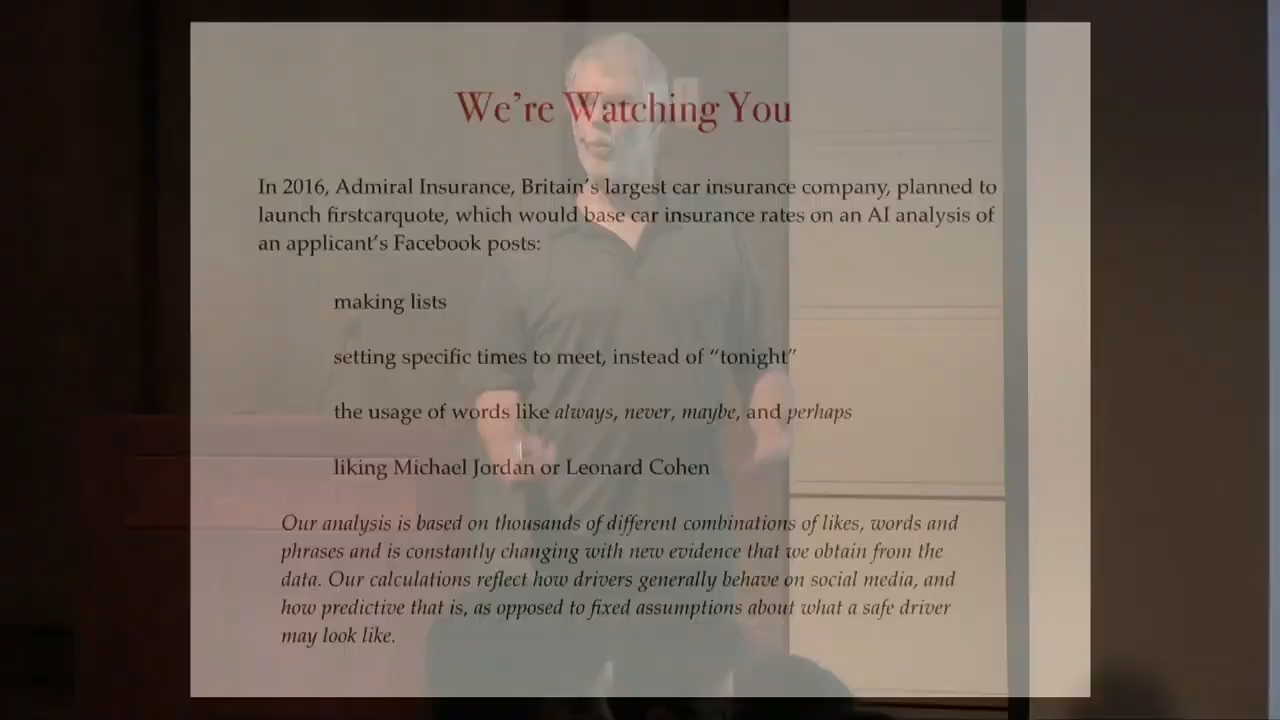 We're Watching You
In 2016, Admiral Insurance, Britain's largest car insurance company, planned to
launch firstcarquote, which would base car insurance rates on an AI analysis of
an applicant's Facebook posts:
making lists
setting specific times to meet, instead of "tonight"
the usage of words like always, never, maybe, and perhaps
liking Michael Jordan or Leonard Cohen
Our analysis is based on thousands of different combinations of likes, words and
phrases and is constantly changing with new evidence that we obtain from the
data. Our calculations reflect how drivers generally behave on social media, and
how predictive that is, as opposed to fixed assumptions about what a safe driver
may look like.